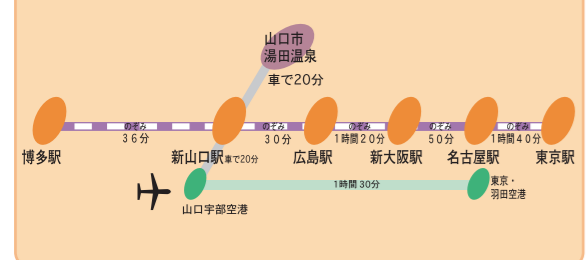 山口市
湯田温泉
車で20分
のぞみ
のぞみ
のぞみ
のぞみ
のぞみ
36分
30分
1時間20分
50分
1時間40分
博多駅
新山口駅
車で20分
広島駅
新大阪駅
名古屋駅
東京駅
1時間30分
東京・
羽田空港
山口宇部空港